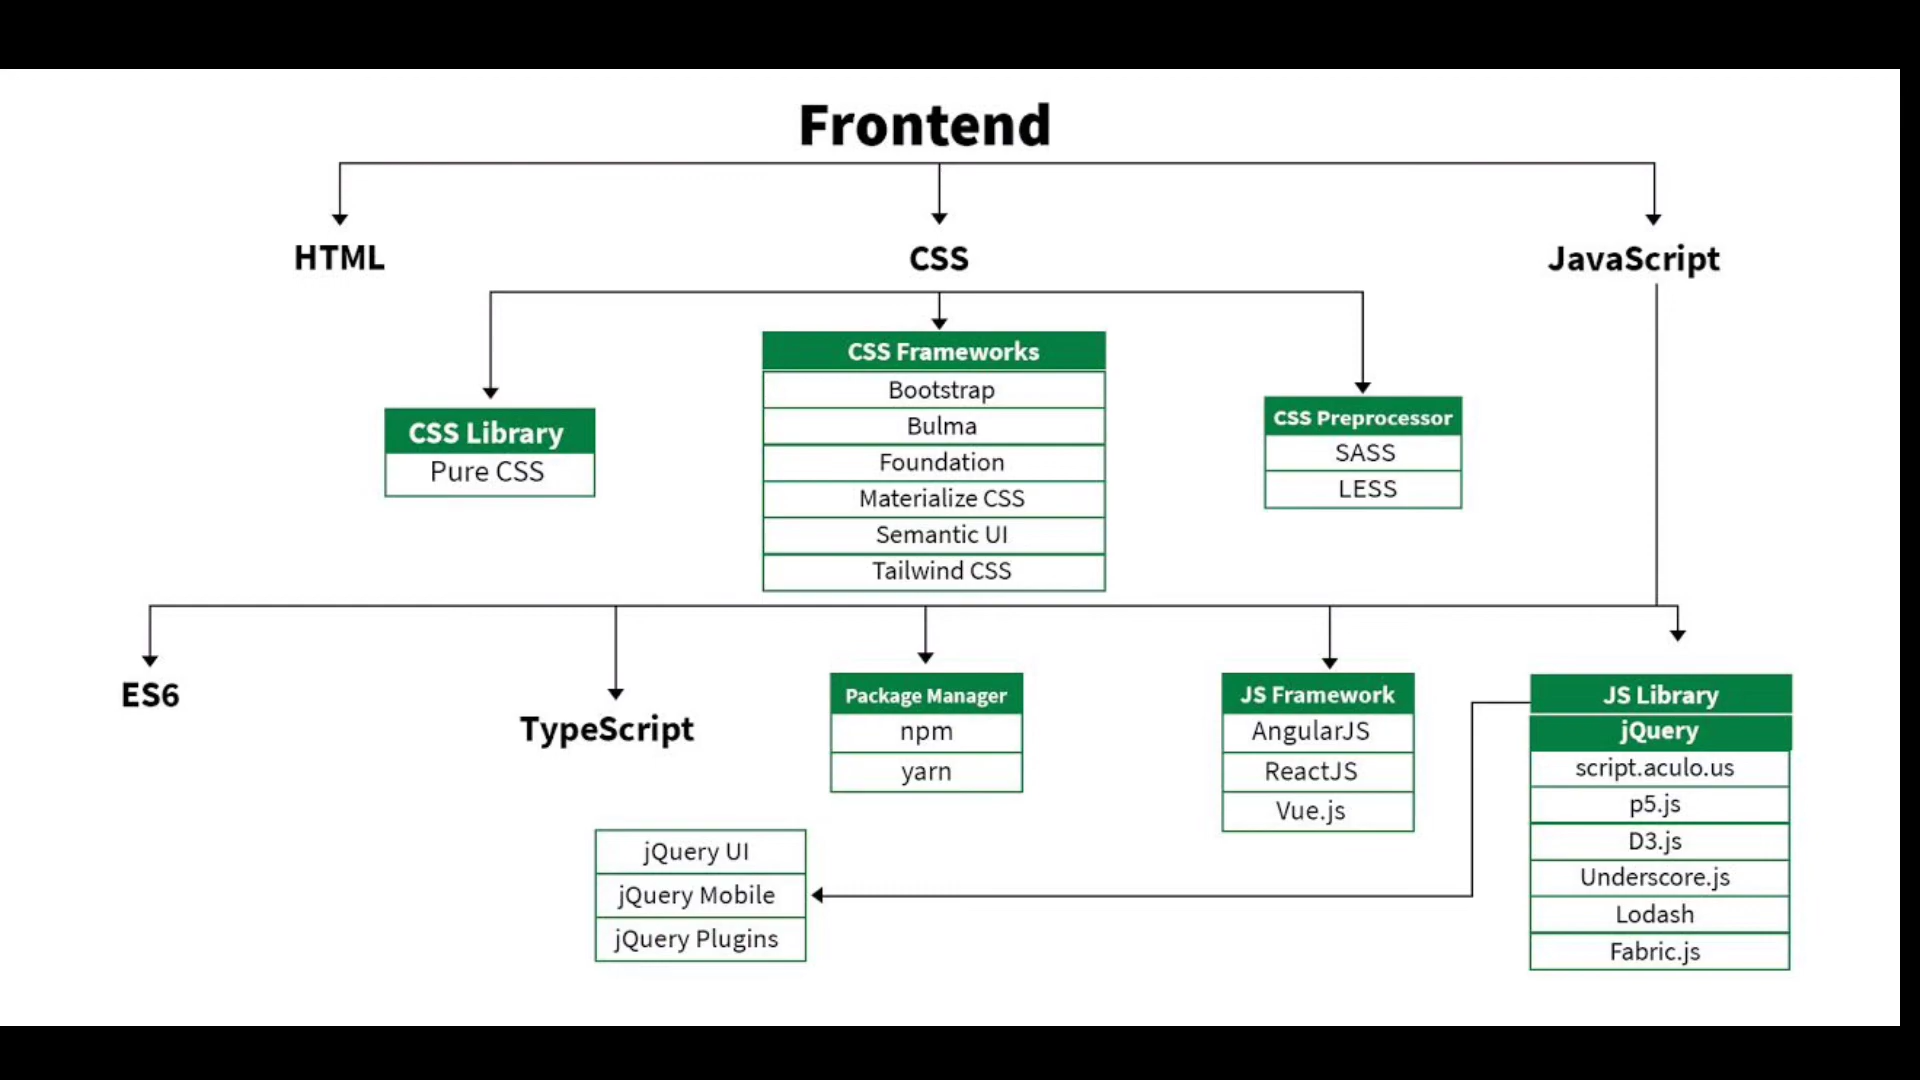 Frontend
HTML
CSS
JavaScript
CSS Library
Pure CSS
CSS Frameworks
Bootstrap
Bulma
Foundation
Materialize CSS
Semantic UI
Tailwind CSS
CSS Preprocessor
SASS
LESS
ES6
TypeScript
Package Manager
npm
yarn
JS Framework
AngularJS
ReactJS
Vue.js
JS Library
jQuery
script.aculo.us
p5.js
D3.js
Underscore.js
Lodash
Fabric.js
jQuery UI
jQuery Mobile
jQuery Plugins